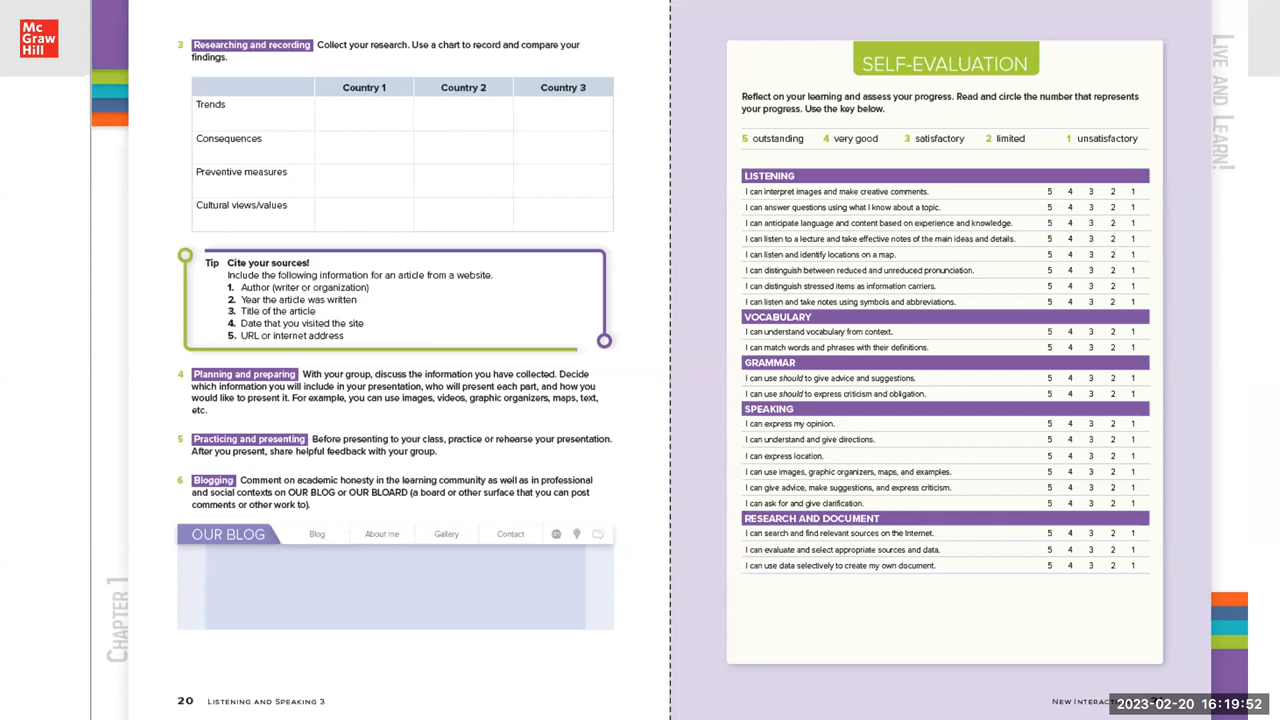 Mc
Graw
Hill
3 Researching and recording Collect your research. Use a chart to record and compare your
findings.
Country 1 Country 2 Country 3
Trends
Consequences
Preventive measures
Cultural views/values
Tip Cite your sources!
Include the following information for an article from a website.
1. Author (writer or organization)
2. Year the article was written
3. Title of the article
4. Date that you visited the site
5. URL or internet address
4 Planning and preparing With your group, discuss the information you have collected. Decide
which information you will include in your presentation, who will present each part, and how you
would like to present it. For example, you can use images, videos, graphic organizers, maps, text,
etc.
5 Practicing and presenting Before presenting to your class, practice or rehearse your presentation.
After you present, share helpful feedback with your group.
6 Blogging Comment on academic honesty in the learning community as well as in professional
and social contexts on OUR BLOG or OUR BLOARD (a board or other surface that you can post
comments or other work to).
OUR BLOG Blog About me Gallery Contact
CHAPTER 1
20 LISTENING AND SPEAKING 3
SELF-EVALUATION
Reflect on your learning and assess your progress. Read and circle the number that represents
your progress. Use the key below.
5 outstanding 4 very good 3 satisfactory 2 limited 1 unsatisfactory
LISTENING
I can interpret images and make creative comments. 5 4 3 2 1
I can answer questions using what I know about a topic. 5 4 3 2 1
I can anticipate language and content based on experience and knowledge. 5 4 3 2 1
I can listen to a lecture and take effective notes of the main ideas and details. 5 4 3 2 1
I can listen and identify locations on a map. 5 4 3 2 1
I can distinguish between reduced and unreduced pronunciation. 5 4 3 2 1
I can distinguish stressed items as information carriers. 5 4 3 2 1
I can listen and take notes using symbols and abbreviations. 5 4 3 2 1
VOCABULARY
I can understand vocabulary from context. 5 4 3 2 1
I can match words and phrases with their definitions. 5 4 3 2 1
GRAMMAR
I can use should to give advice and suggestions. 5 4 3 2 1
I can use should to express criticism and obligation. 5 4 3 2 1
SPEAKING
I can express my opinion. 5 4 3 2 1
I can understand and give directions. 5 4 3 2 1
I can express location. 5 4 3 2 1
I can use images, graphic organizers, maps, and examples. 5 4 3 2 1
I can give advice, make suggestions, and express criticism. 5 4 3 2 1
I can ask for and give clarification. 5 4 3 2 1
RESEARCH AND DOCUMENT
I can search and find relevant sources on the Internet. 5 4 3 2 1
I can evaluate and select appropriate sources and data. 5 4 3 2 1
I can use data selectively to create my own document. 5 4 3 2 1
LIVE AND LEARN!
NEW
2023-02-20 16:19:52